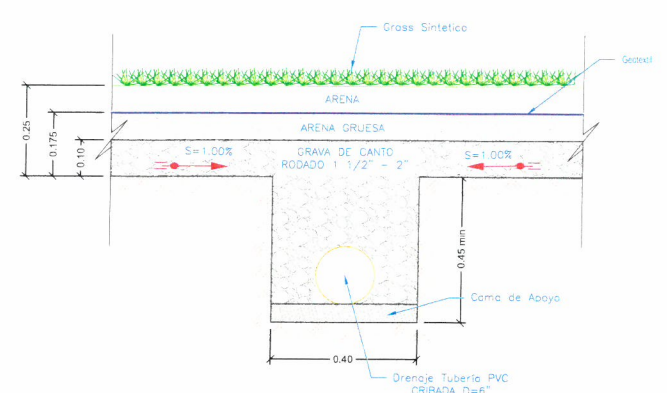 Grass Sintetico
Geotextil
ARENA
ARENA GRUESA
0.25
0.175
0.10
S=1.00%
GRAVA DE CANTO
RODADO 1 1/2" - 2"
S=1.00%
0.45 min
Cama de Apoyo
0.40
Drenaje Tubería PVC
CRIBADA D=6"